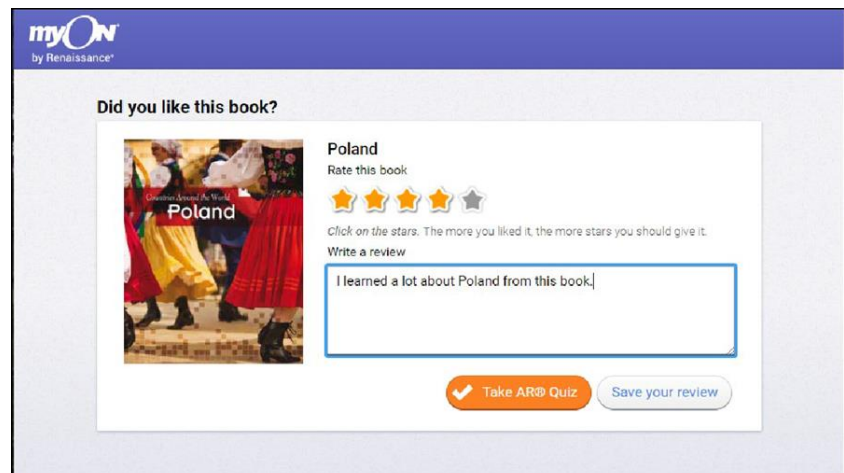 myON
by Renaissance®
Did you like this book?
Countries Around the World
Poland
Poland
Rate this book
Click on the stars. The more you liked it, the more stars you should give it.
Write a review
I learned a lot about Poland from this book.
Take AR® Quiz
Save your review